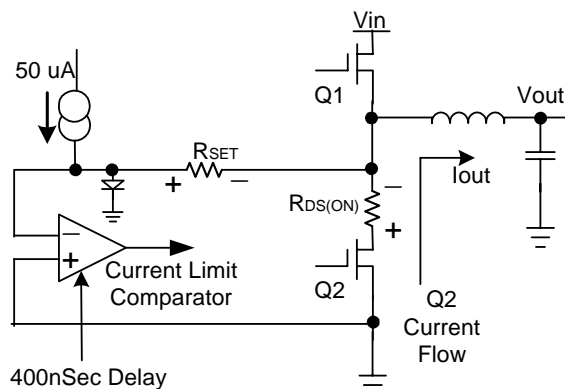 Vin
50 uA
Q1
Vout
RSET
+ −
Iout
−
RDS(ON)
+
−
+
Current Limit
Comparator
Q2
Q2
Current
Flow
400nSec Delay